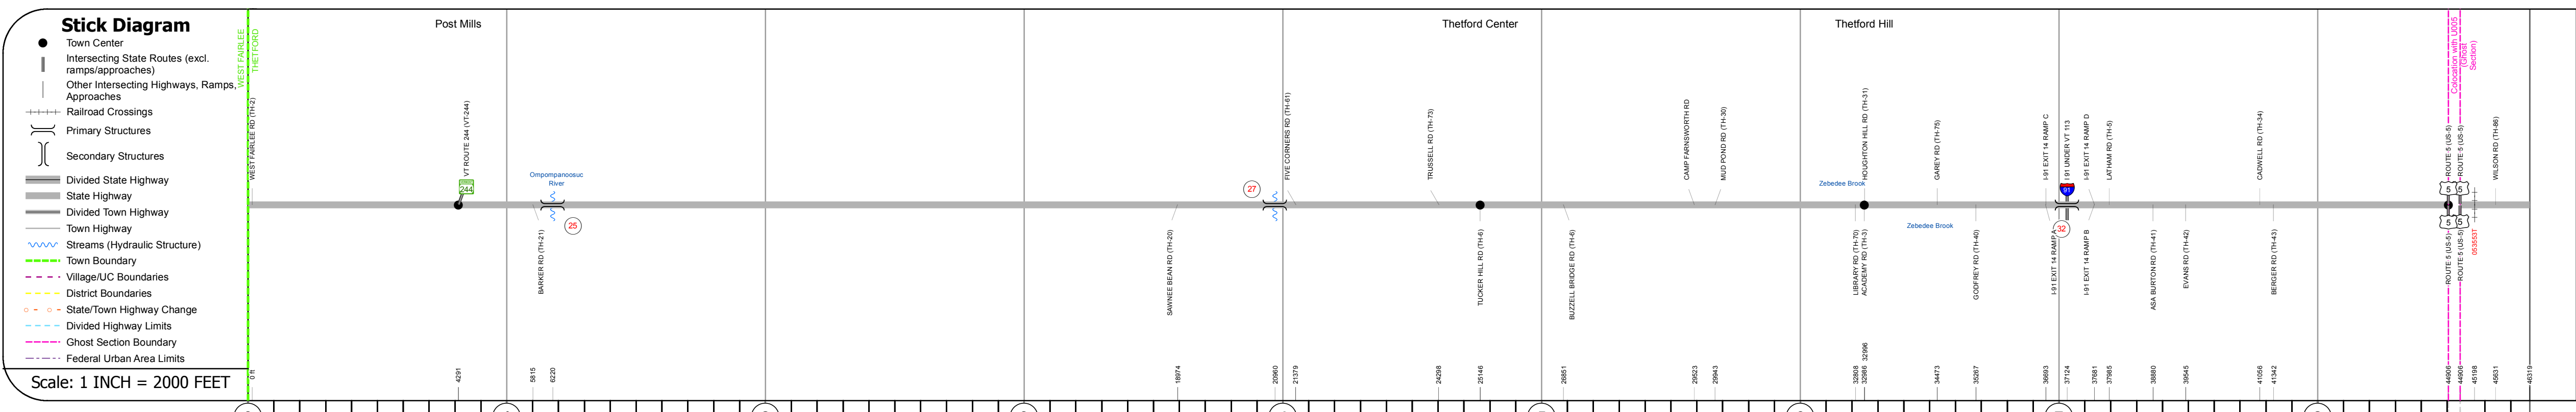 Stick Diagram
Town Center
Intersecting State Routes (excl.
ramps/approaches)
Other Intersecting Highways, Ramps,
Approaches
Railroad Crossings
Primary Structures
Secondary Structures
Divided State Highway
State Highway
Divided Town Highway
Town Highway
Streams (Hydraulic Structure)
Town Boundary
Village/UC Boundaries
District Boundaries
State/Town Highway Change
Divided Highway Limits
Ghost Section Boundary
Federal Urban Area Limits
Scale: 1 INCH = 2000 FEET
WEST FAIRLEE
THETFORD
Post Mills
Thetford Center
Thetford Hill
Colocation with U005
(Ghost
Section)
WEST FAIRLEE RD (TH-2)
VT ROUTE 244 (VT-244)
244
BARKER RD (TH-21)
Ompompanoosuc
River
25
SAWNEE BEAN RD (TH-20)
27
FIVE CORNERS RD (TH-61)
TRUSSELL RD (TH-73)
TUCKER HILL RD (TH-6)
BUZZELL BRIDGE RD (TH-6)
CAMP FARNSWORTH RD
MUD POND RD (TH-30)
Zebedee Brook
HOUGHTON HILL RD (TH-31)
LIBRARY RD (TH-70)
ACADEMY RD (TH-3)
Zebedee Brook
GAREY RD (TH-75)
GODFREY RD (TH-40)
I-91 EXIT 14 RAMP C
I-91 EXIT 14 RAMP A
I 91 UNDER VT 113
91
32
I-91 EXIT 14 RAMP D
I-91 EXIT 14 RAMP B
LATHAM RD (TH-5)
ASA BURTON RD (TH-41)
EVANS RD (TH-42)
CADWELL RD (TH-34)
BERGER RD (TH-43)
ROUTE 5 (US-5)
ROUTE 5 (US-5)
5
5
5
5
ROUTE 5 (US-5)
ROUTE 5 (US-5)
053553T
WILSON RD (TH-86)
0 ft
4291
5815
6220
18974
20960
21379
24298
25146
26851
29523
29943
32808
32986
32996
34473
35267
36693
37124
37681
37985
38880
39545
41056
41342
44906
44906
45198
45631
46319